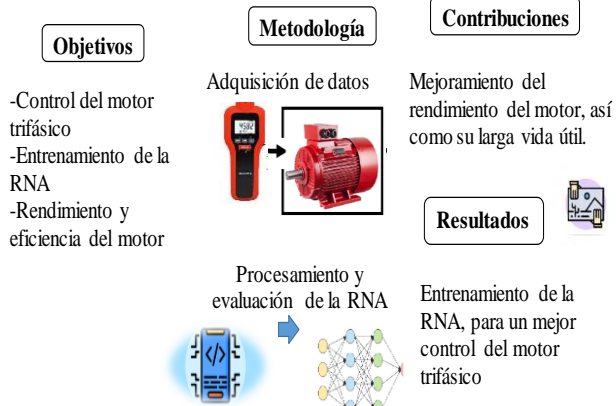 Objetivos
-Control del motor
trifásico
-Entrenamiento de la
RNA
-Rendimiento y
eficiencia del motor
Metodología
Adquisición de datos
Procesamiento y
evaluación de la RNA
</>
Contribuciones
Mejoramiento del
rendimiento del motor, así
como su larga vida útil.
Resultados
Entrenamiento de la
RNA, para un mejor
control del motor
trifásico